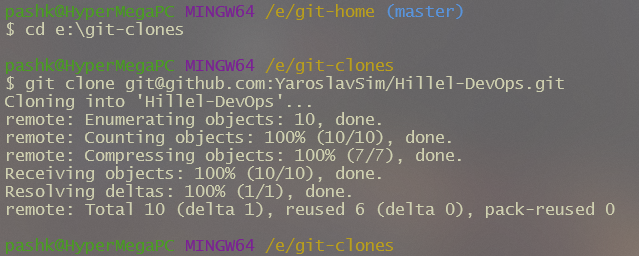 pashk@HyperMegaPC MINGW64 /e/git-home (master)
$ cd e:\git-clones
pashk@HyperMegaPC MINGW64 /e/git-clones
$ git clone git@github.com:YaroslavSim/Hillel-DevOps.git
Cloning into 'Hillel-DevOps'...
remote: Enumerating objects: 10, done.
remote: Counting objects: 100% (10/10), done.
remote: Compressing objects: 100% (7/7), done.
Receiving objects: 100% (10/10), done.
Resolving deltas: 100% (1/1), done.
remote: Total 10 (delta 1), reused 6 (delta 0), pack-reused 0
pashk@HyperMegaPC MINGW64 /e/git-clones